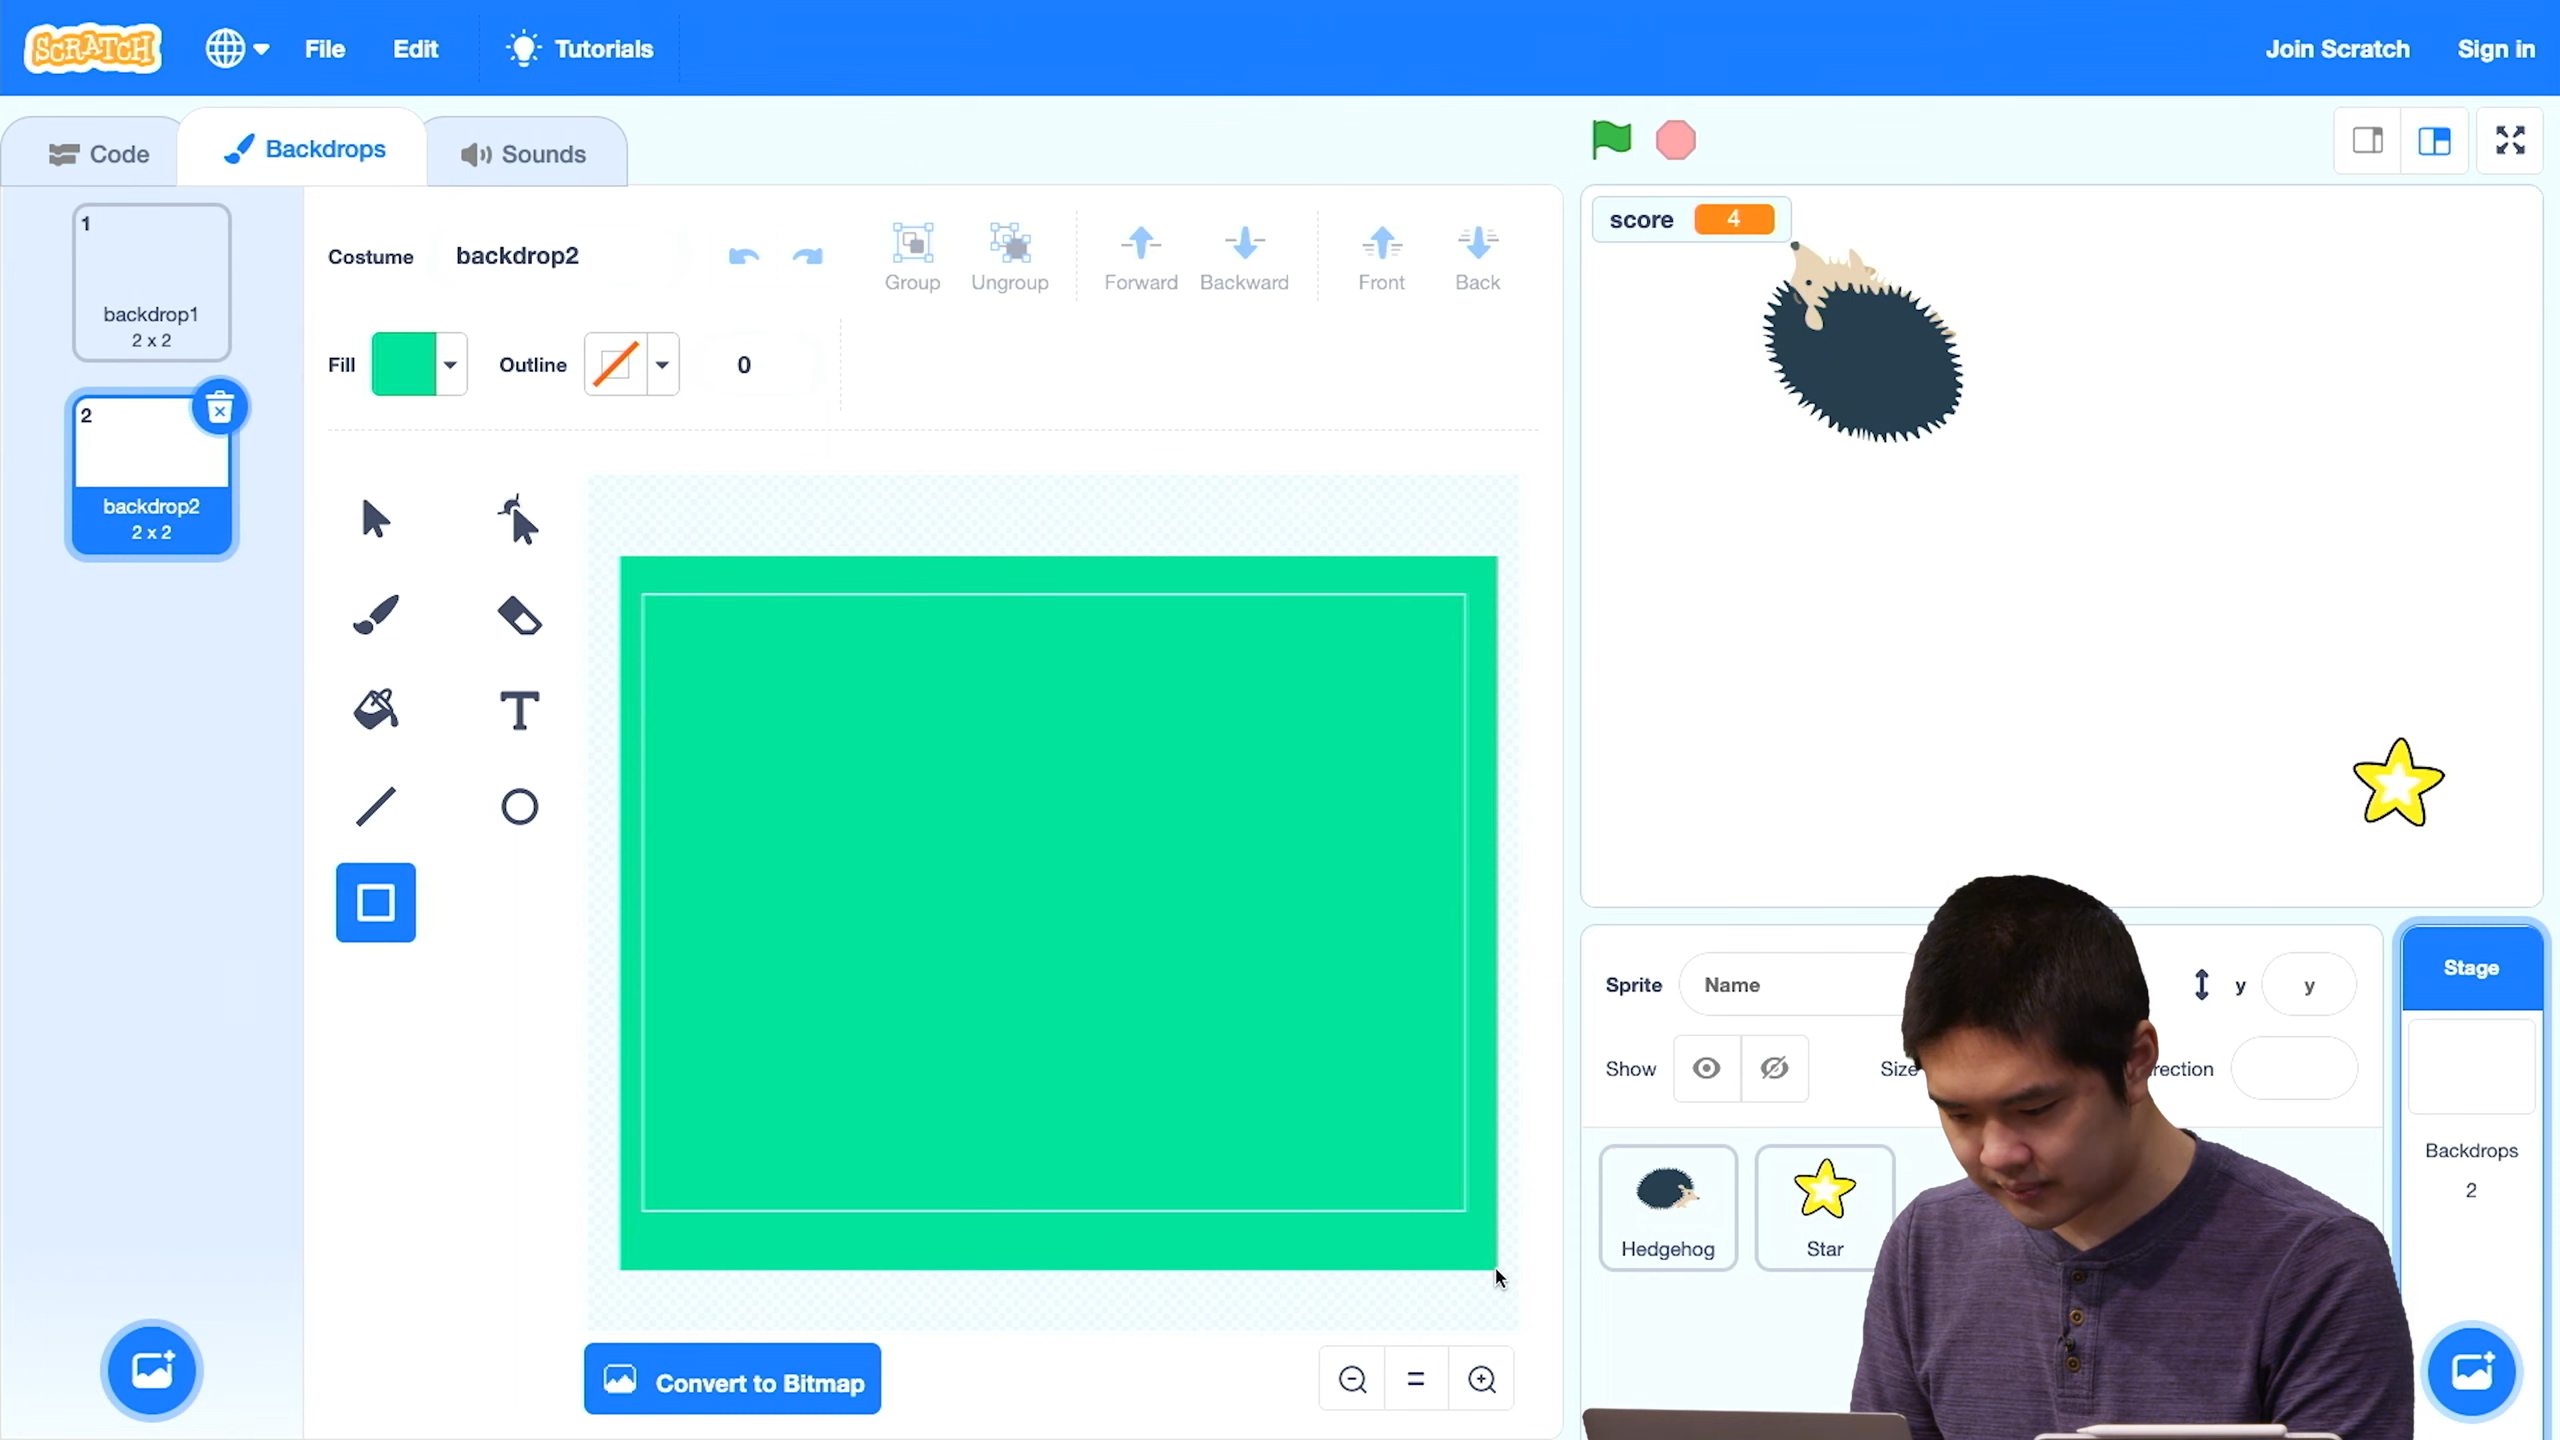 SCRATCH File Edit Tutorials Join Scratch Sign in
Code Backdrops Sounds
1
backdrop1
2 x 2
2
backdrop2
2 x 2
Costume backdrop2
Group Ungroup Forward Backward Front Back
Fill Outline 0
T
Convert to Bitmap
=
score 4
Sprite Name y y
Show Size
rection
Hedgehog Star
Stage
Backdrops
2